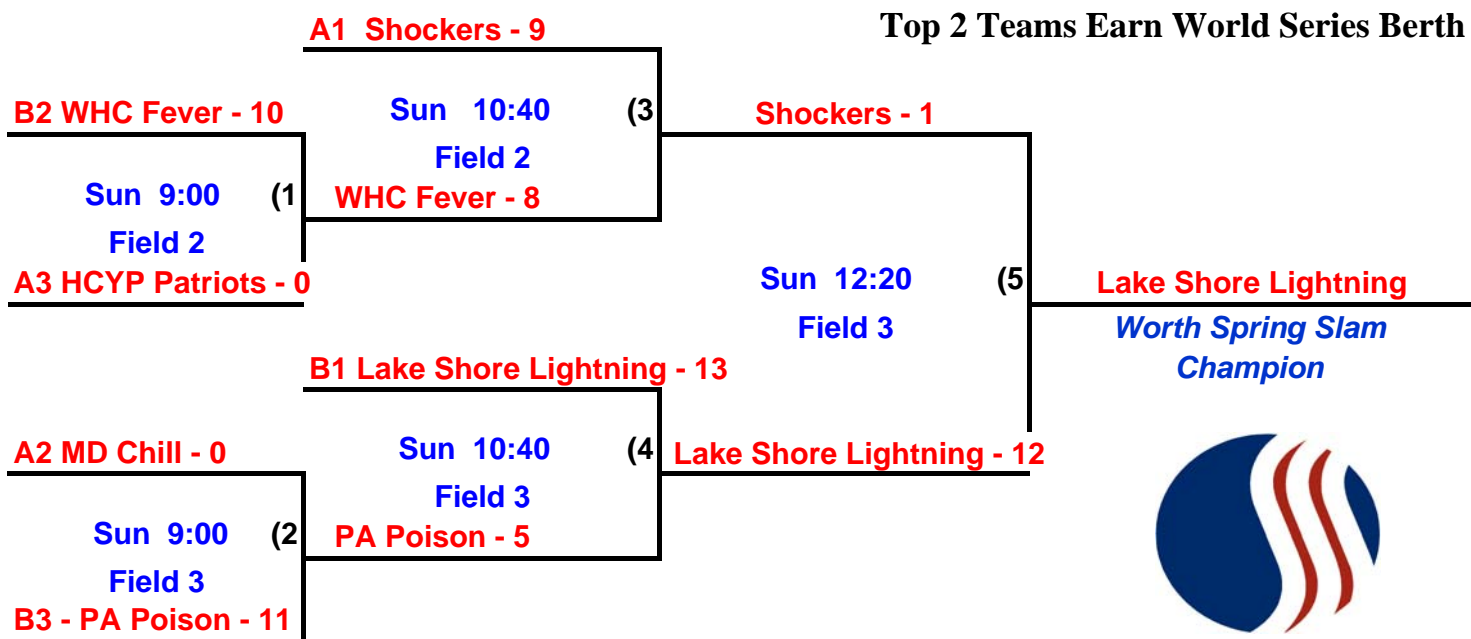 A1  Shockers - 9
Top 2 Teams Earn World Series Berth
B2 WHC Fever - 10
Sun   10:40
(3
Shockers - 1
Field 2
Sun  9:00
(1
WHC Fever - 8
Field 2
A3 HCYP Patriots - 0
Sun  12:20
(5
Lake Shore Lightning
Field 3
Worth Spring Slam
Champion
B1 Lake Shore Lightning - 13
A2 MD Chill - 0
Sun  10:40
(4
Lake Shore Lightning - 12
Field 3
Sun  9:00
(2
PA Poison - 5
Field 3
B3 - PA Poison - 11